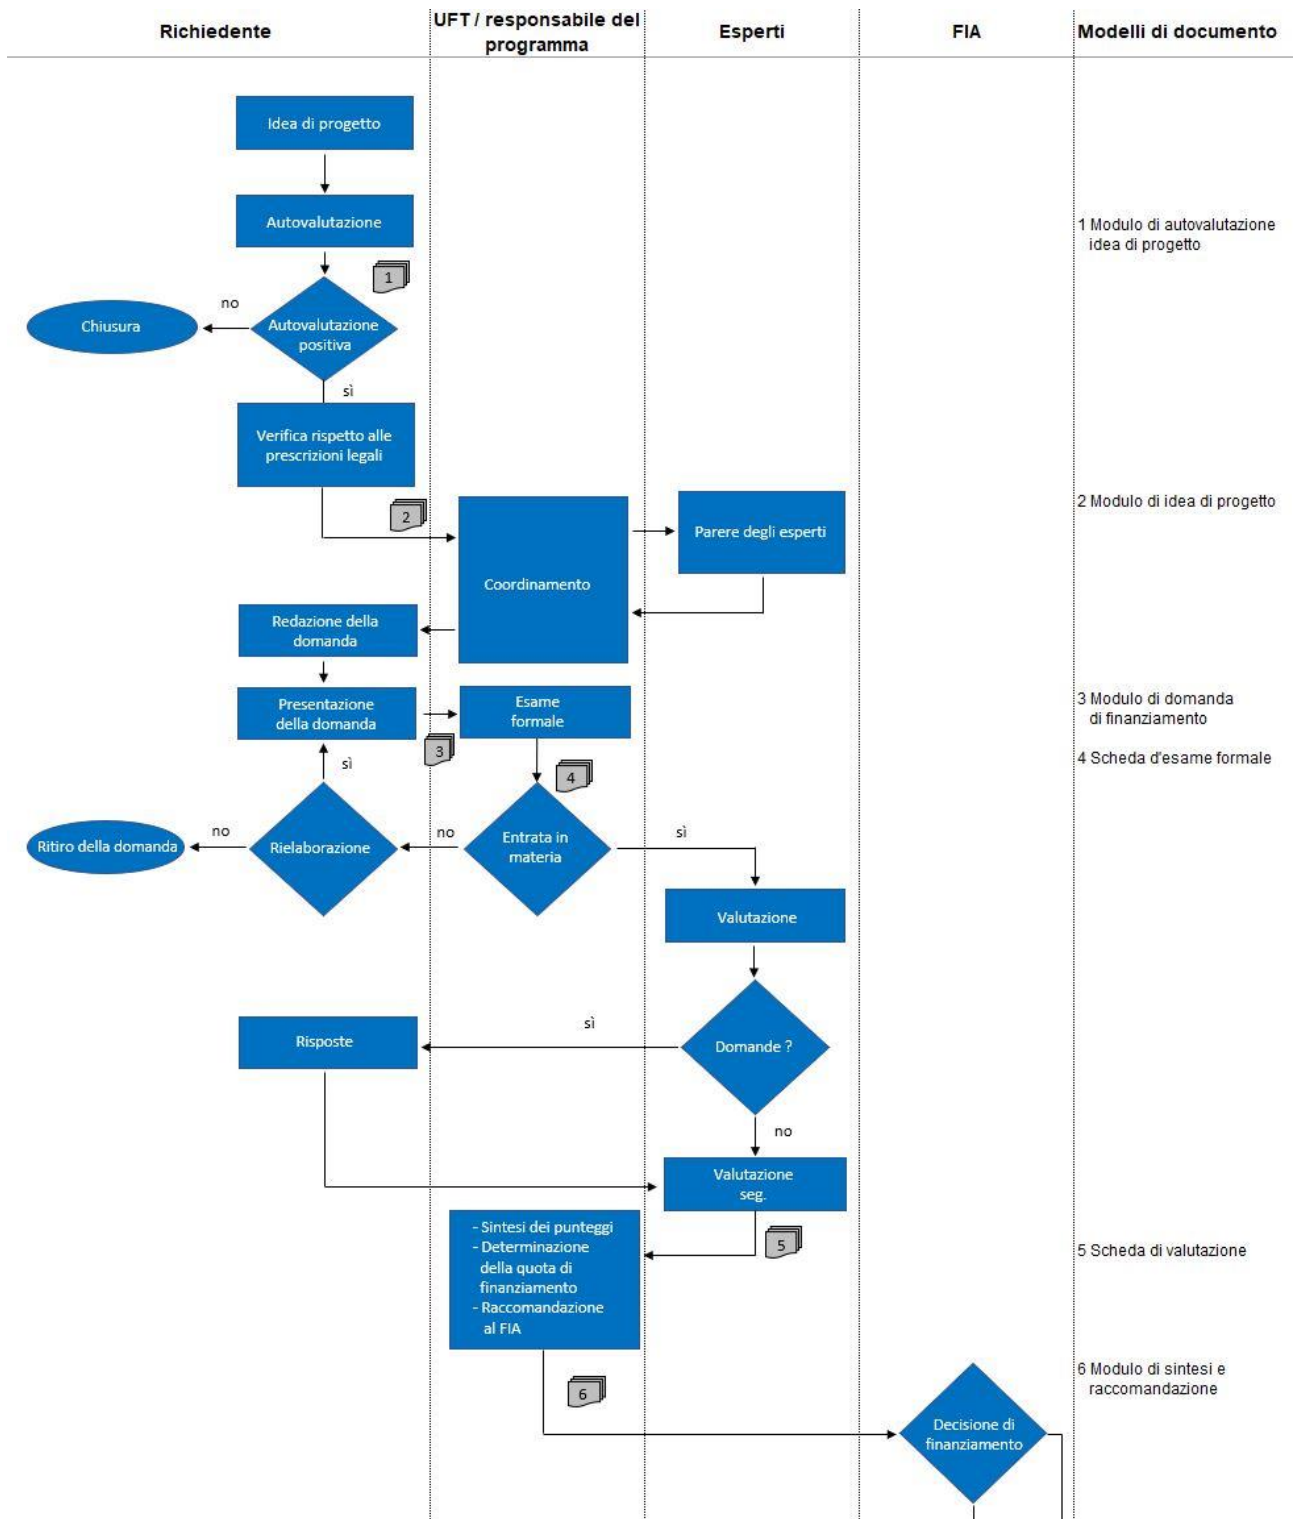 Richiedente
UFT / responsabile del
programma
Esperti
FIA
Modelli di documento
Idea di progetto
Autovalutazione
1 Modulo di autovalutazione
idea di progetto
1
no
Chiusura
Autovalutazione
positiva
sì
Verifica rispetto alle
prescrizioni legali
2
2 Modulo di idea di progetto
Parere degli esperti
Coordinamento
Redazione della
domanda
Presentazione
della domanda
Esame
formale
3 Modulo di domanda
di finanziamento
3
4 Scheda d'esame formale
sì
4
no
no
sì
Ritiro della domanda
Rielaborazione
Entrata in
materia
Valutazione
sì
Risposte
Domande ?
no
Valutazione
seg.
- Sintesi dei punteggi
- Determinazione
della quota di
finanziamento
- Raccomandazione
al FIA
5
5 Scheda di valutazione
6
6 Modulo di sintesi e
raccomandazione
Decisione di
finanziamento